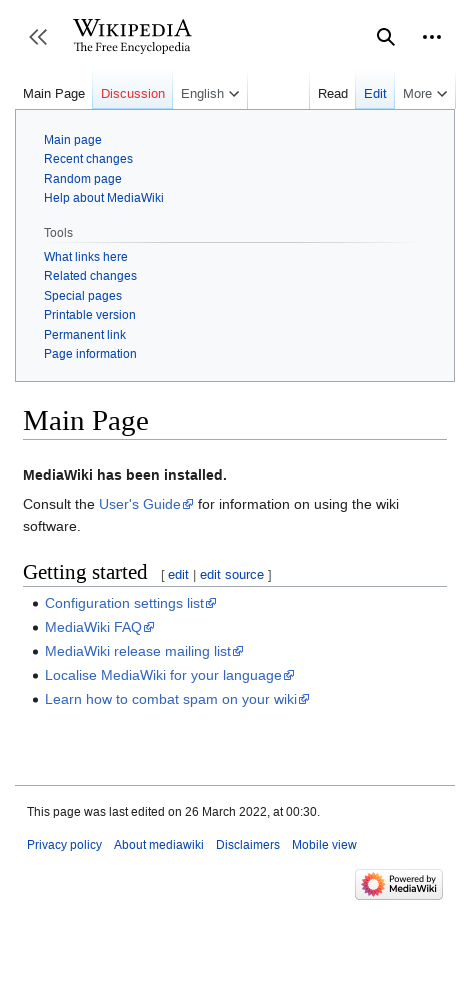 WIKIPEDIA
The Free Encyclopedia
Main Page Discussion English Read Edit More
Main page
Recent changes
Random page
Help about MediaWiki
Tools
What links here
Related changes
Special pages
Printable version
Permanent link
Page information
Main Page
MediaWiki has been installed.
Consult the User's Guide for information on using the wiki
software.
Getting started [ edit | edit source ]
Configuration settings list
MediaWiki FAQ
MediaWiki release mailing list
Localise MediaWiki for your language
Learn how to combat spam on your wiki
This page was last edited on 26 March 2022, at 00:30.
Privacy policy About mediawiki Disclaimers Mobile view
Powered by
MediaWiki